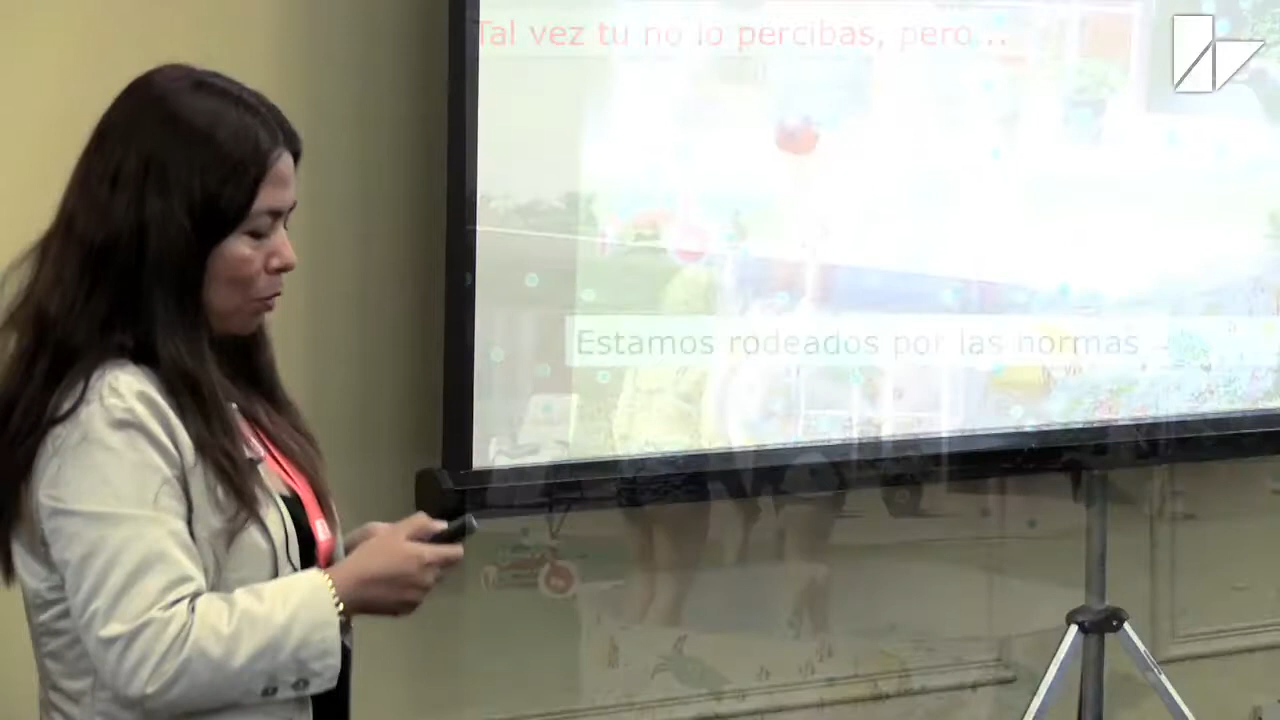 Tal vez tu no lo percibas, pero ..
Estamos rodeados por las normas